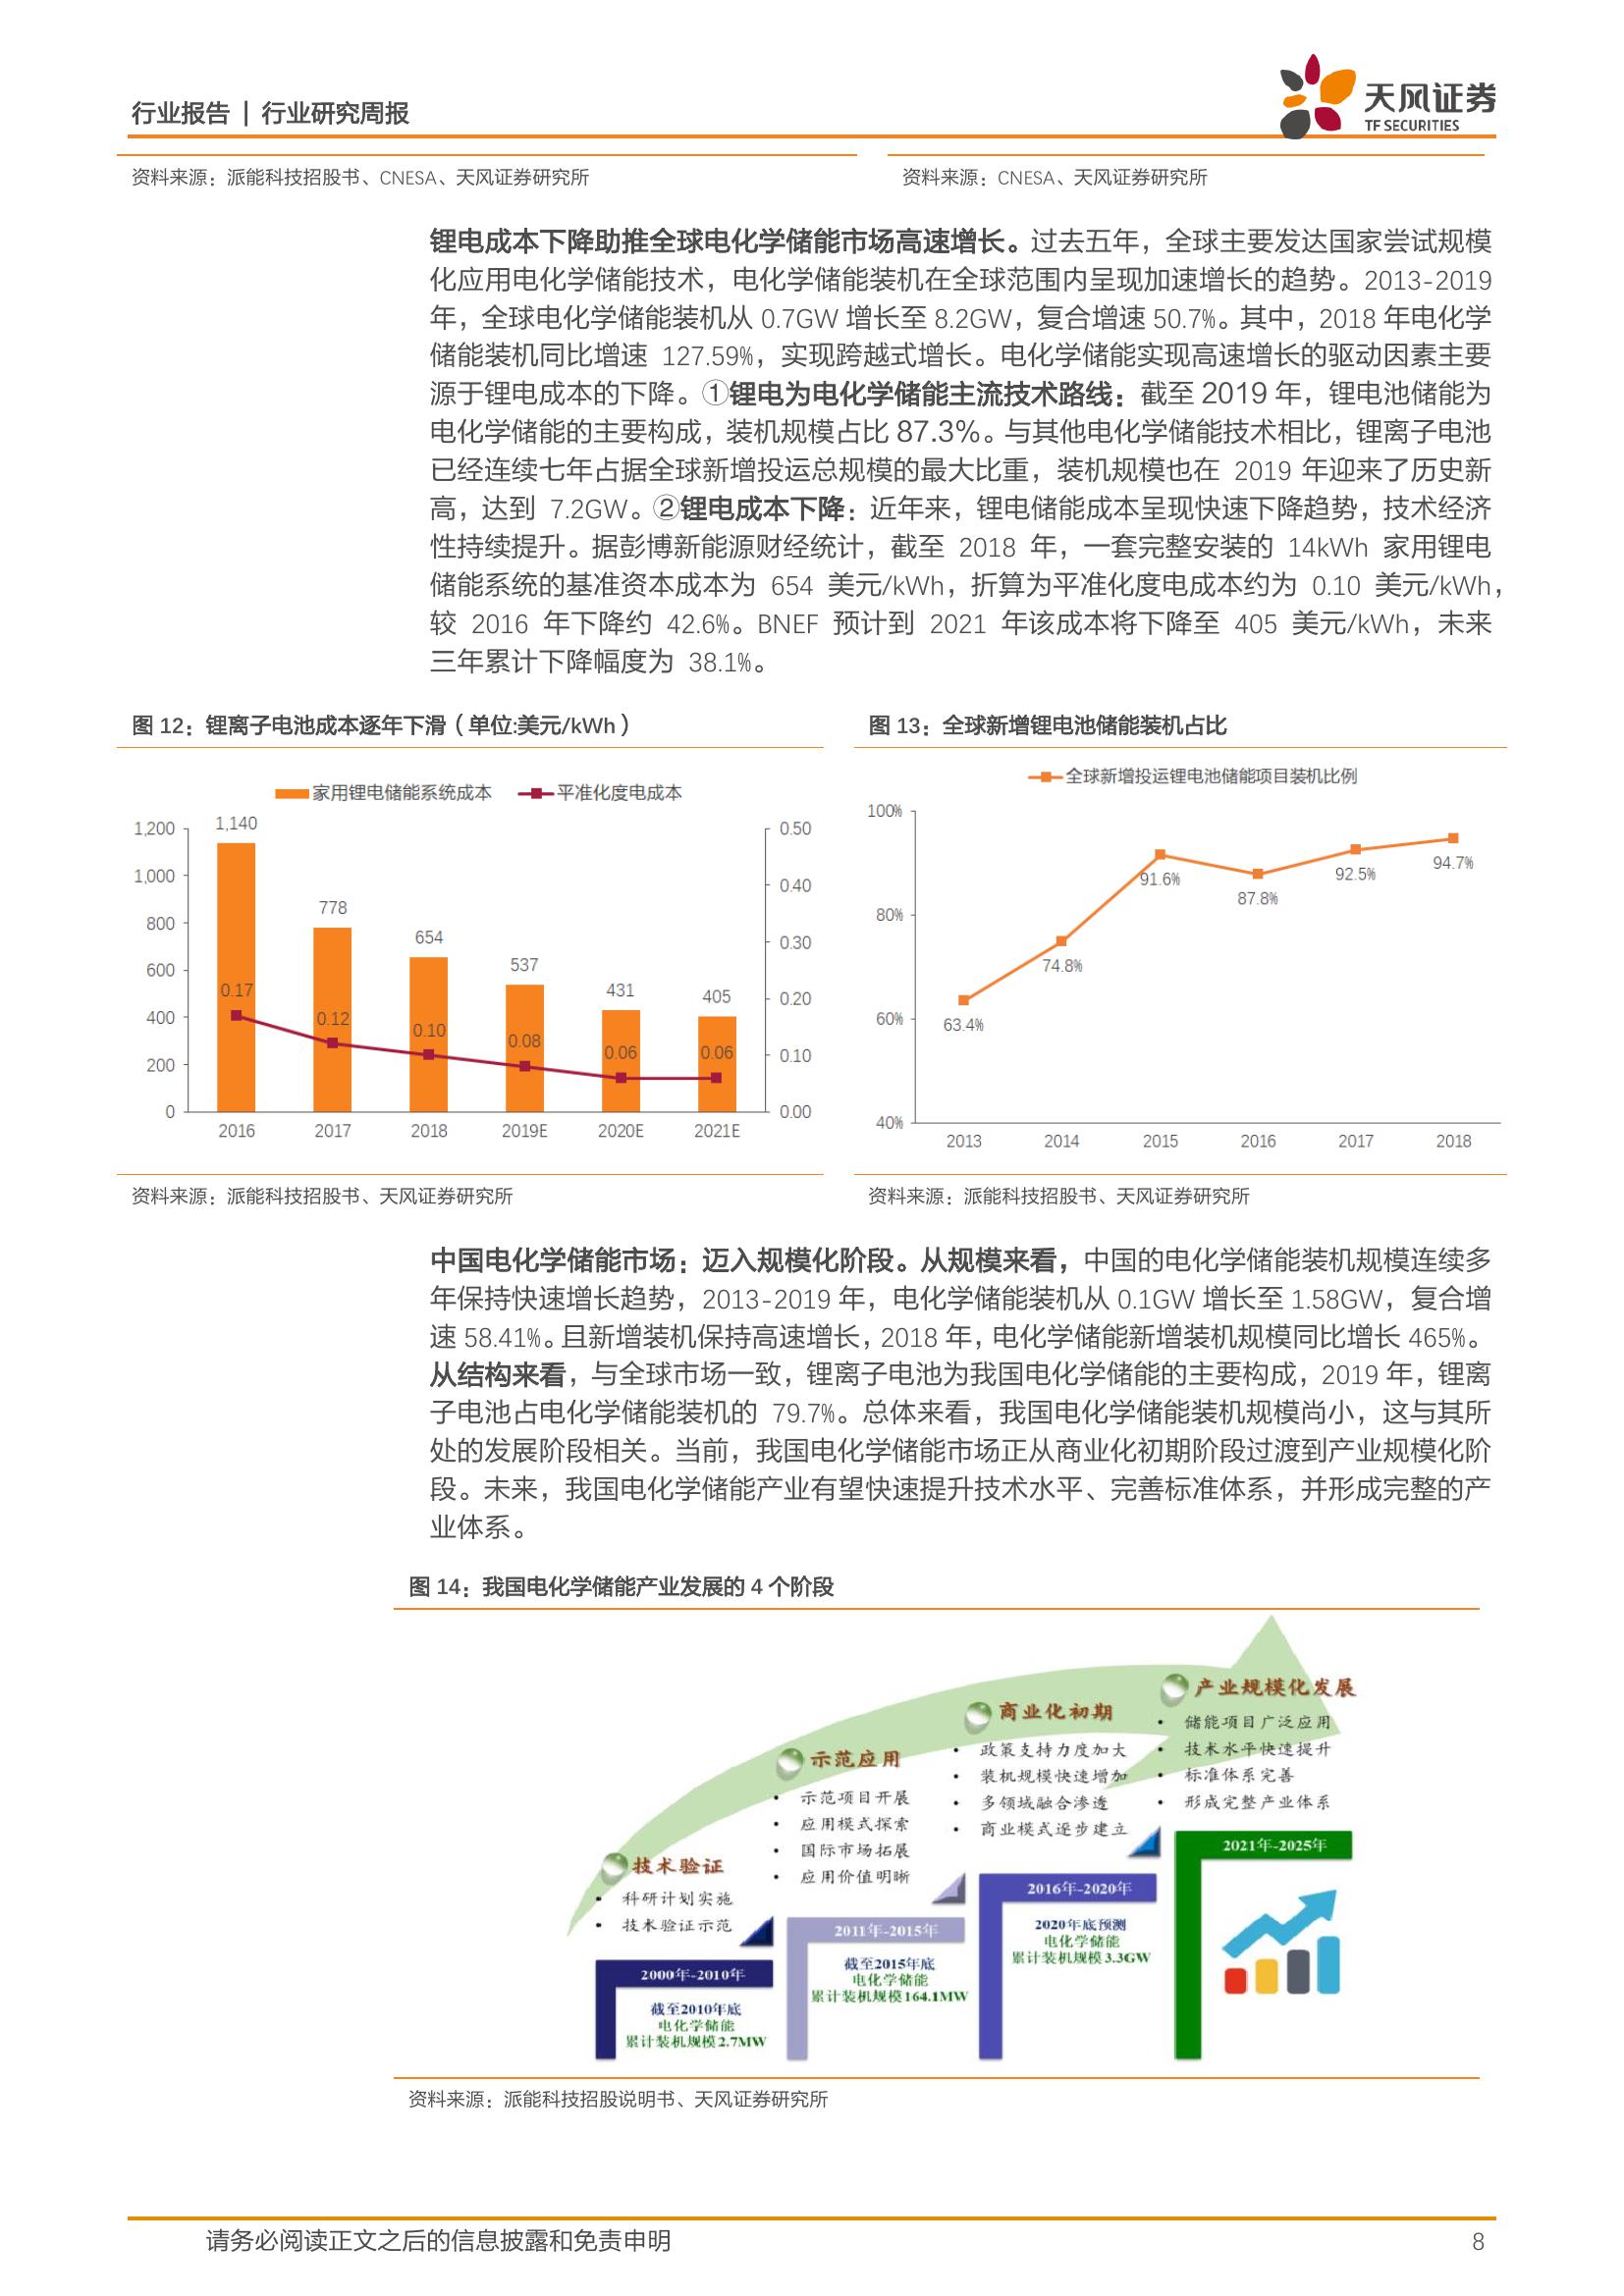 行业报告 | 行业研究周报
天风证券
TF SECURITIES
资料来源：派能科技招股书、CNESA、天风证券研究所
资料来源：CNESA、天风证券研究所
锂电成本下降助推全球电化学储能市场高速增长。过去五年，全球主要发达国家尝试规模
化应用电化学储能技术，电化学储能装机在全球范围内呈现加速增长的趋势。2013-2019
年，全球电化学储能装机从 0.7GW 增长至 8.2GW，复合增速 50.7%。其中，2018 年电化学
储能装机同比增速 127.59%，实现跨越式增长。电化学储能实现高速增长的驱动因素主要
源于锂电成本的下降。①锂电为电化学储能主流技术路线：截至 2019 年，锂电池储能为
电化学储能的主要构成，装机规模占比 87.3%。与其他电化学储能技术相比，锂离子电池
已经连续七年占据全球新增投运总规模的最大比重，装机规模也在 2019 年迎来了历史新
高，达到 7.2GW。②锂电成本下降：近年来，锂电储能成本呈现快速下降趋势，技术经济
性持续提升。据彭博新能源财经统计，截至 2018 年，一套完整安装的 14kWh 家用锂电
储能系统的基准资本成本为 654 美元/kWh，折算为平准化度电成本约为 0.10 美元/kWh，
较 2016 年下降约 42.6%。BNEF 预计到 2021 年该成本将下降至 405 美元/kWh，未来
三年累计下降幅度为 38.1%。
图 12：锂离子电池成本逐年下滑（单位:美元/kWh）
家用锂电储能系统成本 平准化度电成本
1,200
1,000
800
600
400
200
0
1,140
778
654
537
431
405
0.17
0.12
0.10
0.08
0.06
0.06
0.50
0.40
0.30
0.20
0.10
0.00
2016 2017 2018 2019E 2020E 2021E
资料来源：派能科技招股书、天风证券研究所
图 13：全球新增锂电池储能装机占比
全球新增投运锂电池储能项目装机比例
100%
80%
60%
40%
63.4%
74.8%
91.6%
87.8%
92.5%
94.7%
2013 2014 2015 2016 2017 2018
资料来源：派能科技招股书、天风证券研究所
中国电化学储能市场：迈入规模化阶段。从规模来看，中国的电化学储能装机规模连续多
年保持快速增长趋势，2013-2019 年，电化学储能装机从 0.1GW 增长至 1.58GW，复合增
速 58.41%。且新增装机保持高速增长，2018 年，电化学储能新增装机规模同比增长 465%。
从结构来看，与全球市场一致，锂离子电池为我国电化学储能的主要构成，2019 年，锂离
子电池占电化学储能装机的 79.7%。总体来看，我国电化学储能装机规模尚小，这与其所
处的发展阶段相关。当前，我国电化学储能市场正从商业化初期阶段过渡到产业规模化阶
段。未来，我国电化学储能产业有望快速提升技术水平、完善标准体系，并形成完整的产
业体系。
图 14：我国电化学储能产业发展的 4 个阶段
技术验证
• 科研计划实施
• 技术验证示范
2000年-2010年
截至2010年底
电化学储能
累计装机规模2.7MW
示范应用
• 示范项目开展
• 应用模式探索
• 国际市场拓展
• 应用价值明晰
2011年-2015年
截至2015年底
电化学储能
累计装机规模164.1MW
商业化初期
• 政策支持力度加大
• 装机规模快速增加
• 多领域融合渗透
• 商业模式逐步建立
2016年-2020年
2020年底预测
电化学储能
累计装机规模3.3GW
产业规模化发展
• 储能项目广泛应用
• 技术水平快速提升
• 标准体系完善
• 形成完整产业体系
2021年-2025年
资料来源：派能科技招股说明书、天风证券研究所
请务必阅读正文之后的信息披露和免责申明
8